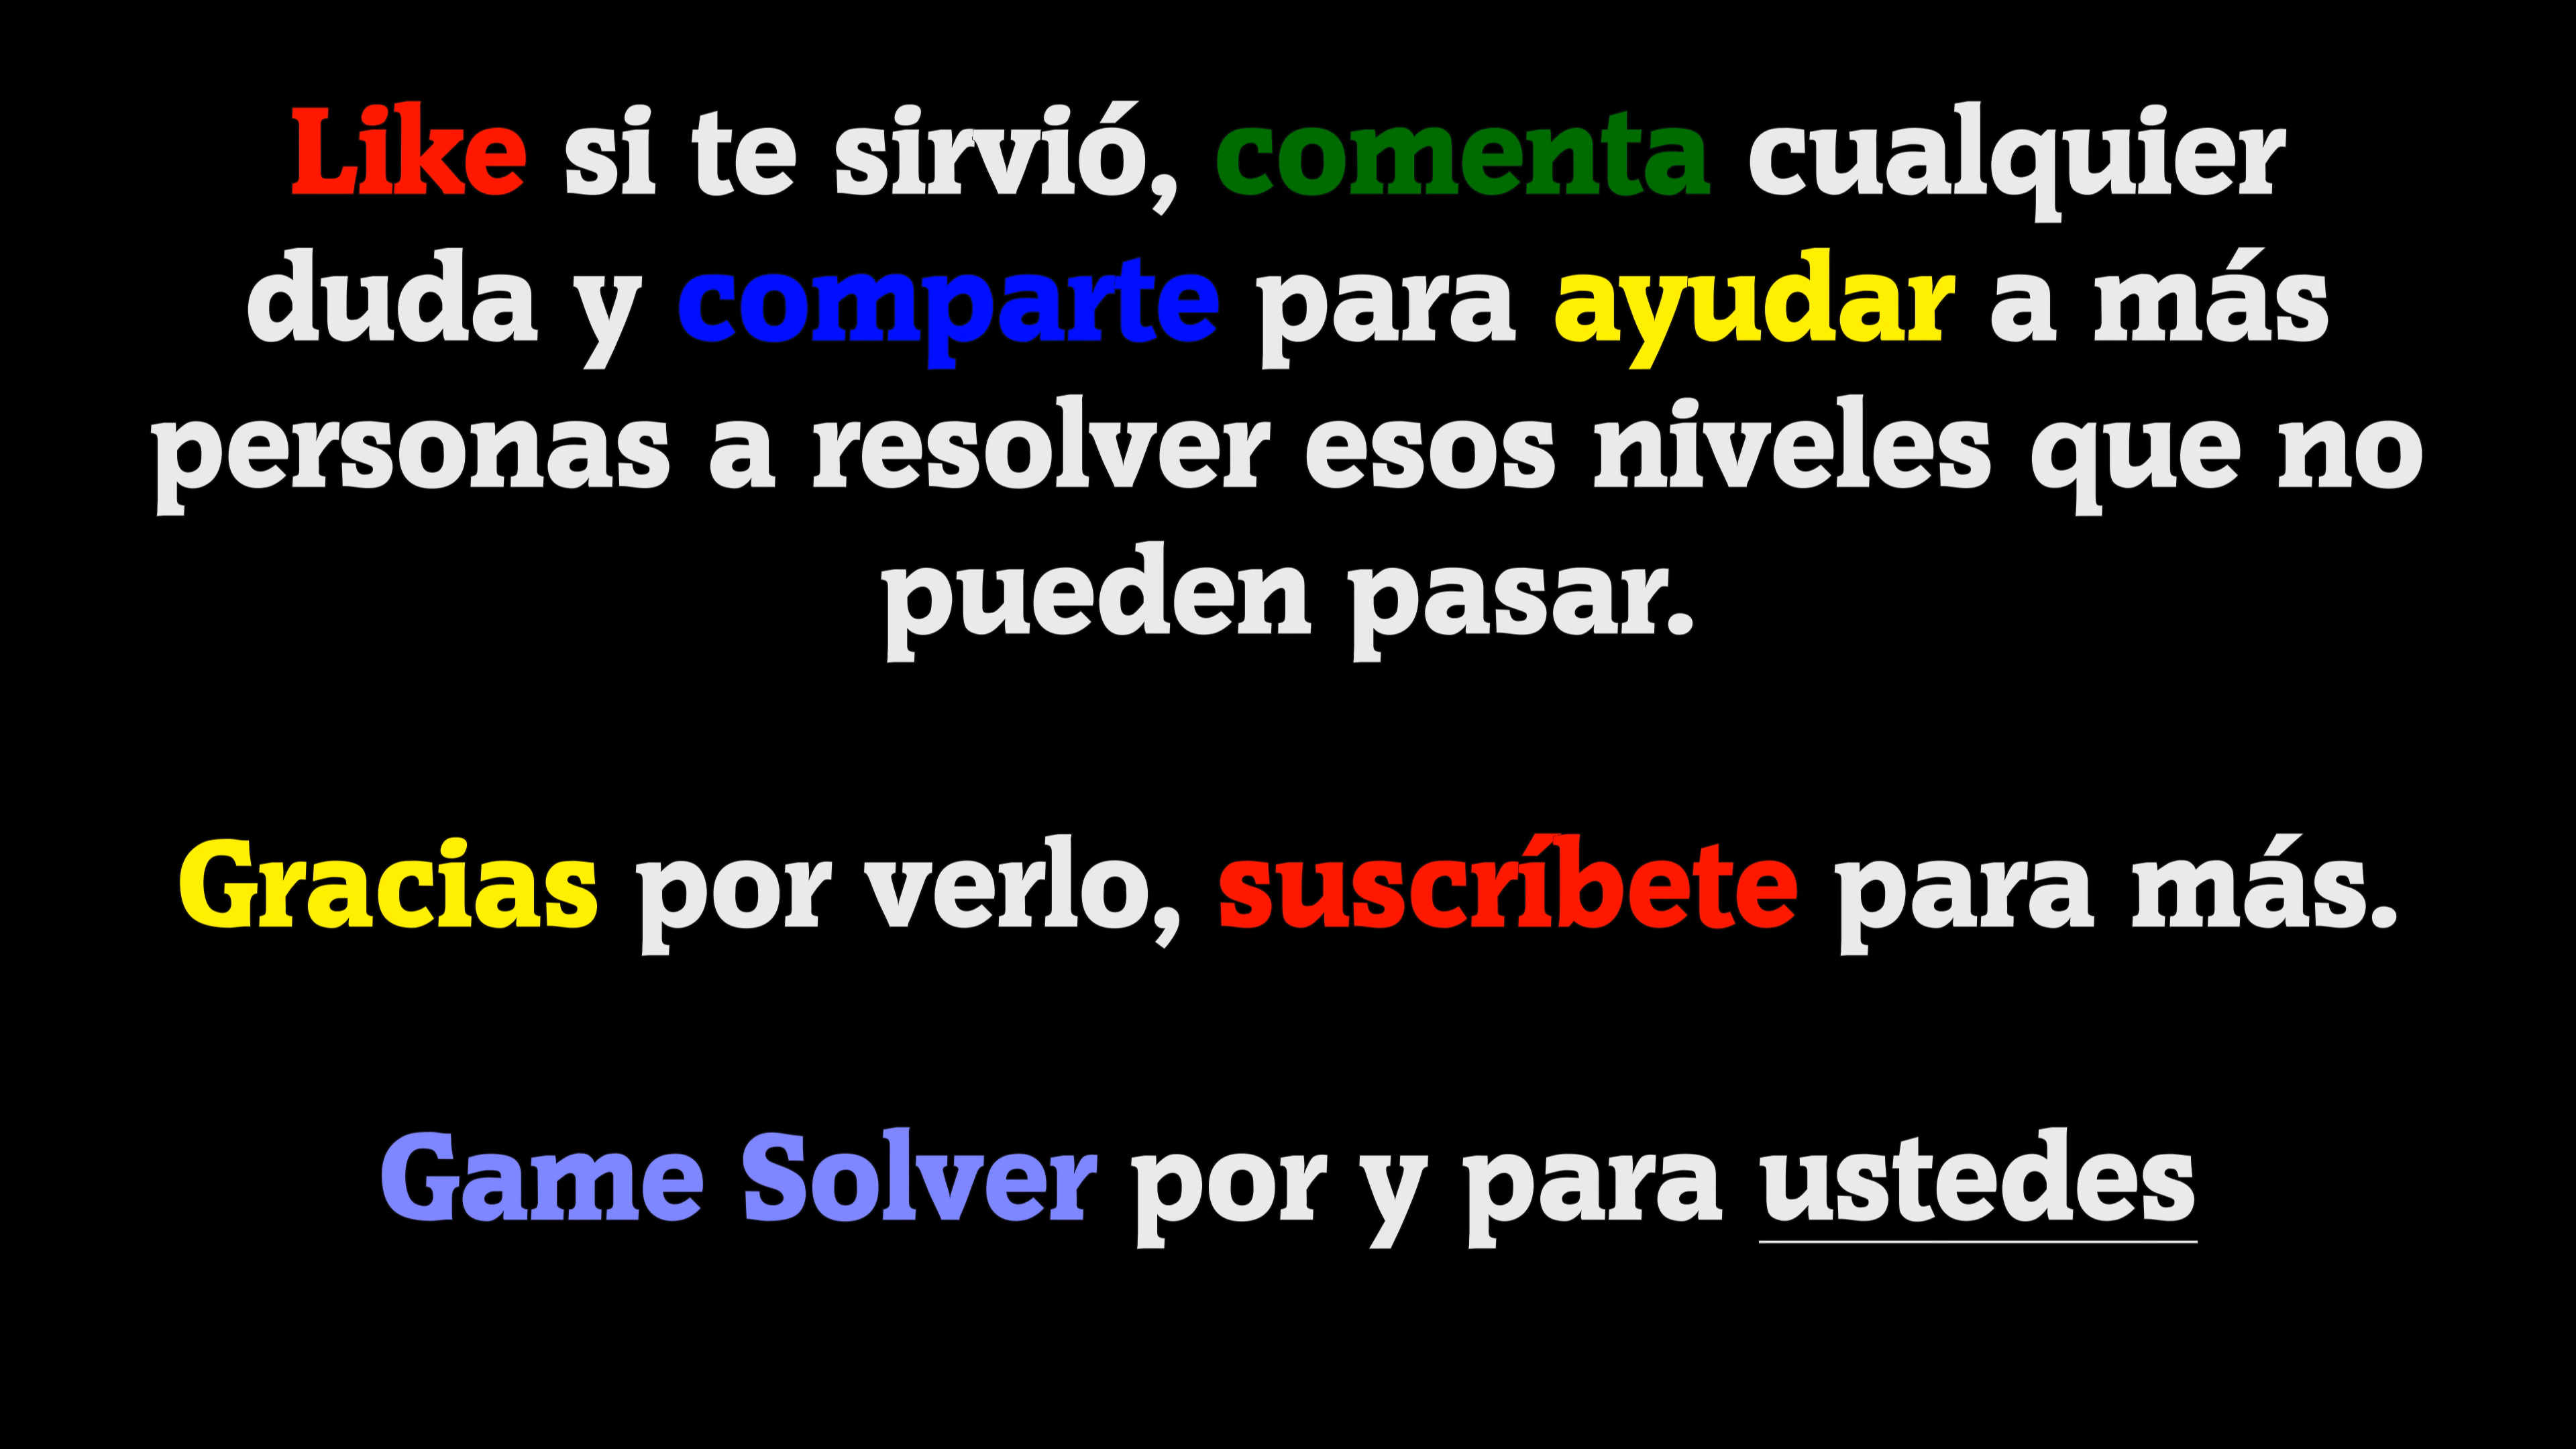 Like si te sirvió, comenta cualquier
duda y comparte para ayudar a más
personas a resolver esos niveles que no
pueden pasar.
Gracias por verlo, suscríbete para más.
Game Solver por y para ustedes